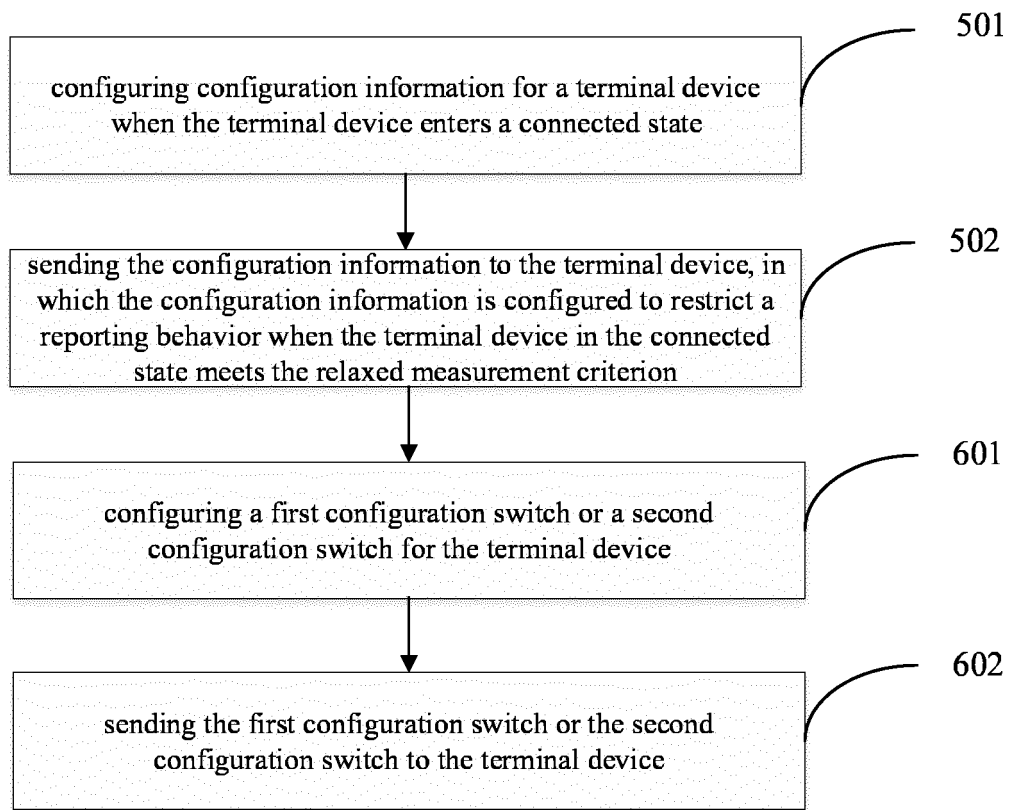 501
configuring configuration information for a terminal device
when the terminal device enters a connected state
502
sending the configuration information to the terminal device, in
which the configuration information is configured to restrict a
reporting behavior when the terminal device in the connected
state meets the relaxed measurement criterion
601
configuring a first configuration switch or a second
configuration switch for the terminal device
602
sending the first configuration switch or the second
configuration switch to the terminal device